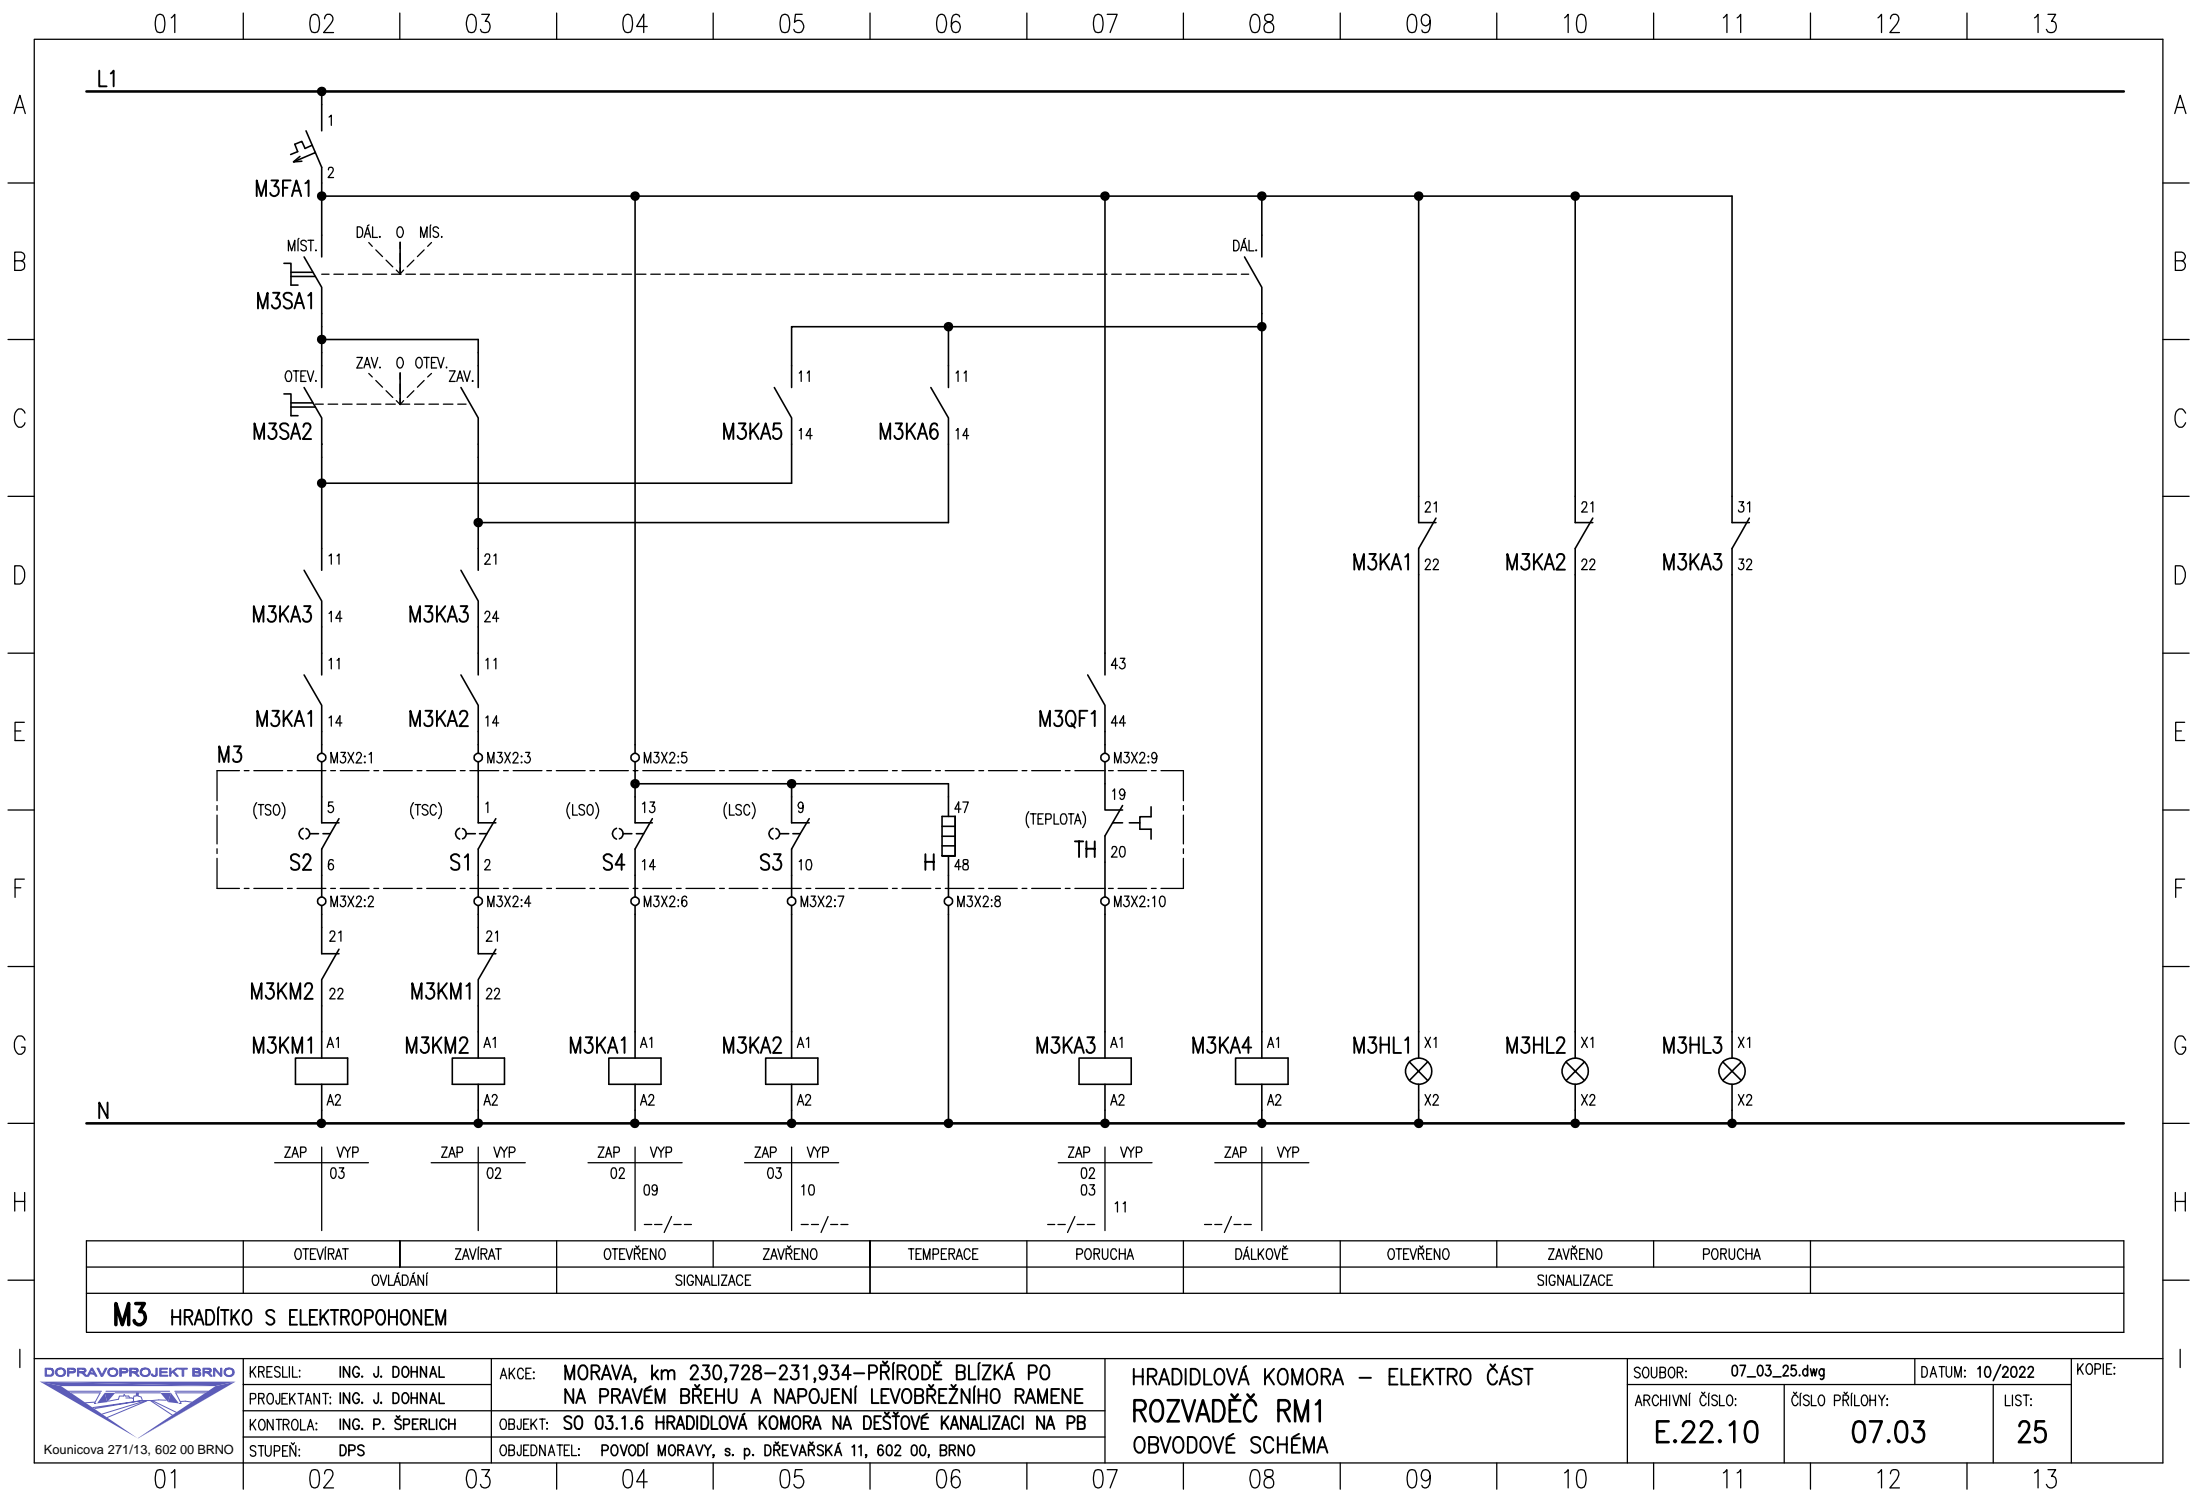 01 02 03 04 05 06 07 08 09 10 11 12 13
L1
A A
1
2
M3FA1
DÁL. 0 MÍS.
MÍST. DÁL.
B B
M3SA1
ZAV. 0 OTEV.
OTEV. ZAV. 11 11
C C
M3SA2 M3KA5 14 M3KA6 14
21 21 31
11 21
M3KA1 22 M3KA2 22 M3KA3 32
D D
M3KA3 14 M3KA3 24
11 11 43
M3KA1 14 M3KA2 14 M3QF1 44
E E
M3 M3X2:1 M3X2:3 M3X2:5 M3X2:9
19
(TSO) 5 (TSC) 1 (LSO) 13 (LSC) 9 47
(TEPLOTA)
TH 20
S2 6 S1 2 S4 14 S3 10 H 48
F F
M3X2:2 M3X2:4 M3X2:6 M3X2:7 M3X2:8 M3X2:10
21 21
M3KM2 22 M3KM1 22
G G
M3KM1 A1 M3KM2 A1 M3KA1 A1 M3KA2 A1 M3KA3 A1 M3KA4 A1 M3HL1 X1 M3HL2 X1 M3HL3 X1
A2 A2 A2 A2 A2 A2 X2 X2 X2
N
ZAP VYP ZAP VYP ZAP VYP ZAP VYP ZAP VYP ZAP VYP
03 02 02 03 02
09 10 03
11
H H
--/-- --/-- --/-- --/--
OTEVÍRAT ZAVÍRAT OTEVŘENO ZAVŘENO TEMPERACE PORUCHA DÁLKOVĚ OTEVŘENO ZAVŘENO PORUCHA
OVLÁDÁNÍ SIGNALIZACE SIGNALIZACE
M3 HRADÍTKO S ELEKTROPOHONEM
I I
DOPRAVOPROJEKT BRNO
Kounicova 271/13, 602 00 BRNO
KRESLIL: ING. J. DOHNAL
PROJEKTANT: ING. J. DOHNAL
KONTROLA: ING. P. ŠPERLICH
STUPEŇ: DPS
AKCE: MORAVA, km 230,728-231,934-PŘÍRODĚ BLÍZKÁ PO
NA PRAVÉM BŘEHU A NAPOJENÍ LEVOBŘEŽNÍHO RAMENE
OBJEKT: SO 03.1.6 HRADIDLOVÁ KOMORA NA DEŠŤOVÉ KANALIZACI NA PB
OBJEDNATEL: POVODÍ MORAVY, s. p. DŘEVAŘSKÁ 11, 602 00, BRNO
HRADIDLOVÁ KOMORA – ELEKTRO ČÁST
ROZVADĚČ RM1
OBVODOVÉ SCHÉMA
SOUBOR: 07_03_25.dwg DATUM: 10/2022 KOPIE:
ARCHIVNÍ ČÍSLO: ČÍSLO PŘÍLOHY: LIST:
E.22.10 07.03 25
01 02 03 04 05 06 07 08 09 10 11 12 13